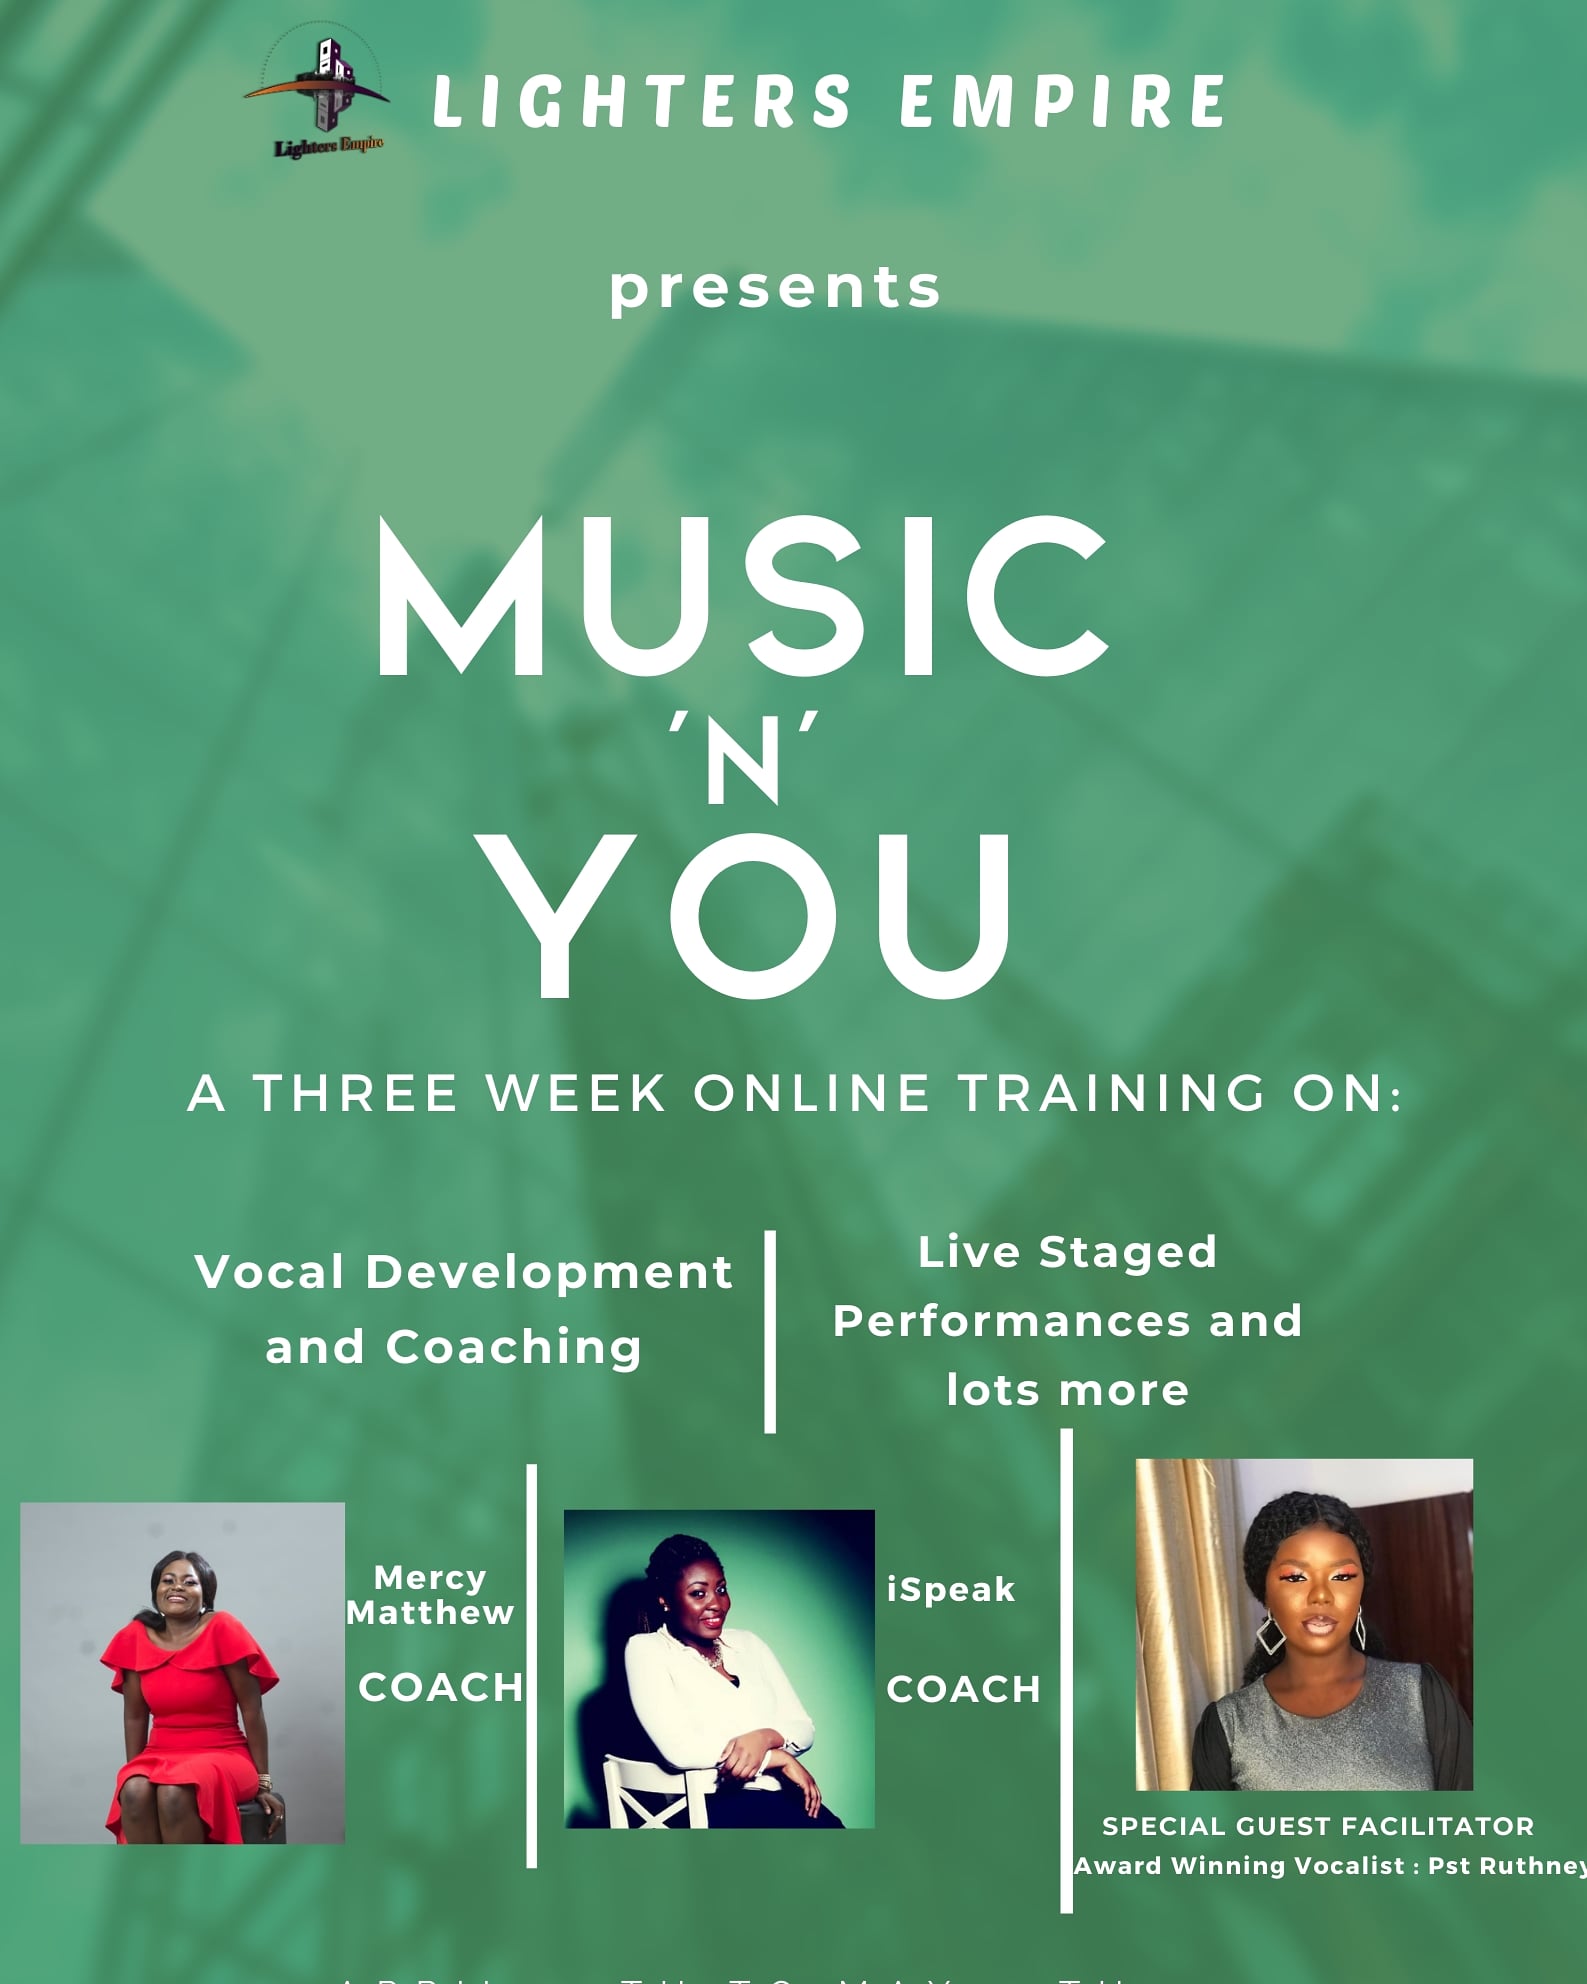 Lighters Empire
LIGHTERS EMPIRE
presents
MUSIC
'N'
YOU
A THREE WEEK ONLINE TRAINING ON:
Vocal Development
and Coaching
Live Staged
Performances and
lots more
Mercy
Matthew
COACH
iSpeak
COACH
SPECIAL GUEST FACILITATOR
Award Winning Vocalist : Pst Ruthney